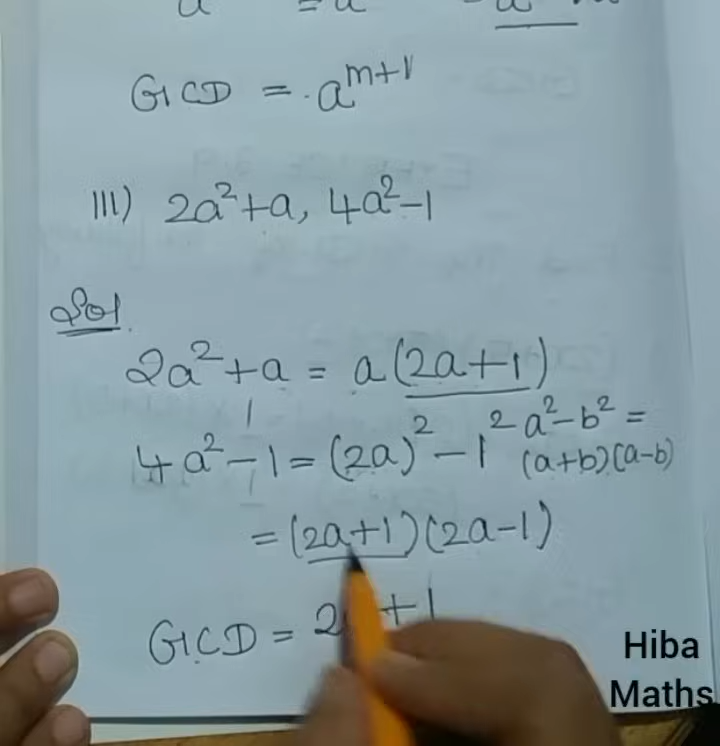 GCD = a^{m+1}
III) 2a²+a, 4a²-1
Sol.
2a²+a = a(2a+1)
4a²-1 = (2a)²-1² a²-b² =
(a+b)(a-b)
= (2a+1)(2a-1)
GCD = 2a+1
Hiba
Maths